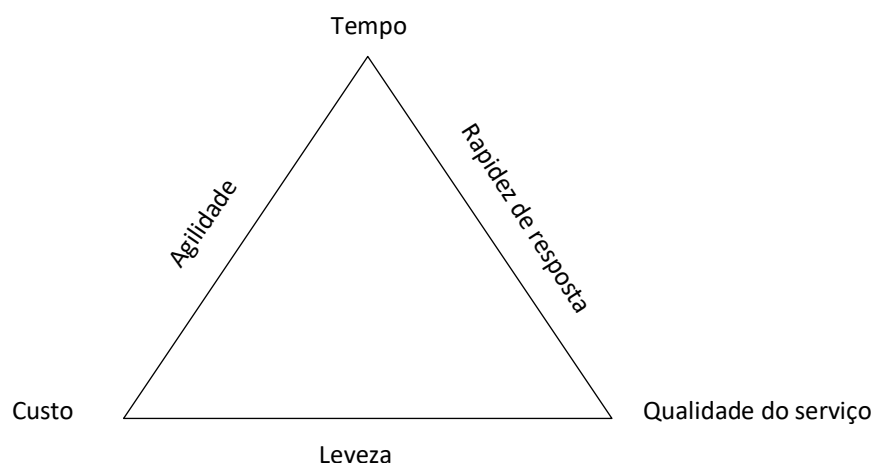 Tempo
Agilidade
Rapidez de resposta
Custo
Qualidade do serviço
Leveza